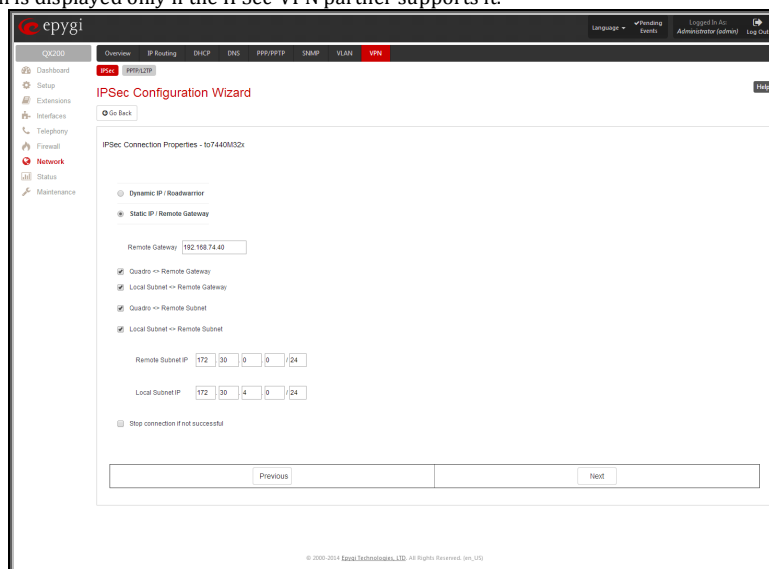 n is displayed only if the IPSec VPN partner supports it.
epygi
Language
Pending Events
Logged In As:
Administrator (admin)
Log Out
QX200
Overview IP Routing DHCP DNS PPP/PPTP SNMP VLAN VPN
Dashboard
Setup
Extensions
Interfaces
Telephony
Firewall
Network
Status
Maintenance
IPSec PPTP/L2TP
IPSec Configuration Wizard
Help
Go Back
IPSec Connection Properties - to7440M32x
Dynamic IP / Roadwarrior
Static IP / Remote Gateway
Remote Gateway 192.168.74.40
Quadro <> Remote Gateway
Local Subnet <> Remote Gateway
Quadro <> Remote Subnet
Local Subnet <> Remote Subnet
Remote Subnet IP 172 . 30 . 0 . 0 / 24
Local Subnet IP 172 . 30 . 4 . 0 / 24
Stop connection if not successful
Previous
Next
© 2000-2014 Epygi Technologies, LTD. All Rights Reserved. (en_US)